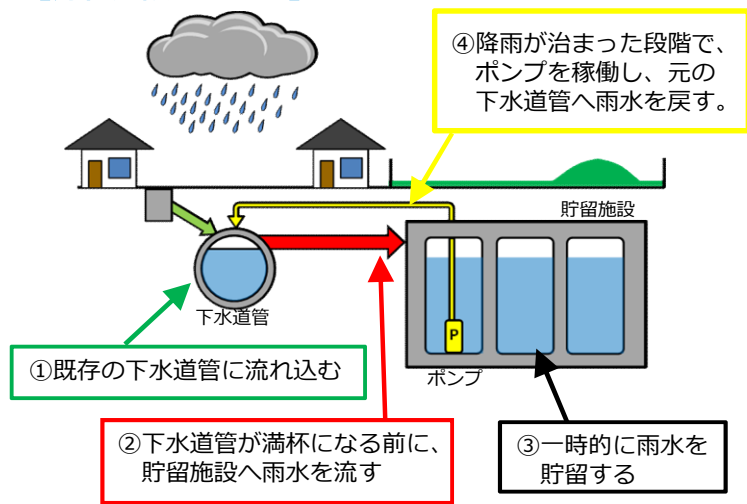 ④降雨が治まった段階で、
ポンプを稼働し、元の
下水道管へ雨水を戻す。
貯留施設
下水道管
P
ポンプ
①既存の下水道管に流れ込む
②下水道管が満杯になる前に、
貯留施設へ雨水を流す
③一時的に雨水を
貯留する